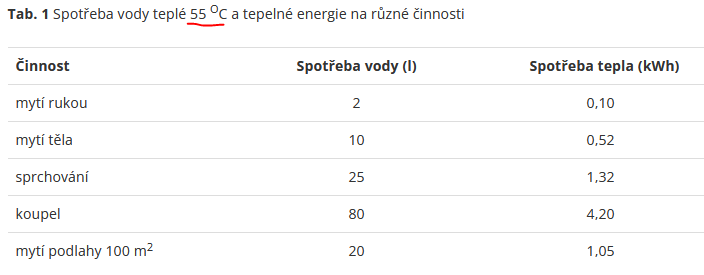 Tab. 1 Spotřeba vody teplé 55 ᴼC a tepelné energie na různé činnosti
Činnost Spotřeba vody (l) Spotřeba tepla (kWh)
mytí rukou 2 0,10
mytí těla 10 0,52
sprchování 25 1,32
koupel 80 4,20
mytí podlahy 100 m² 20 1,05